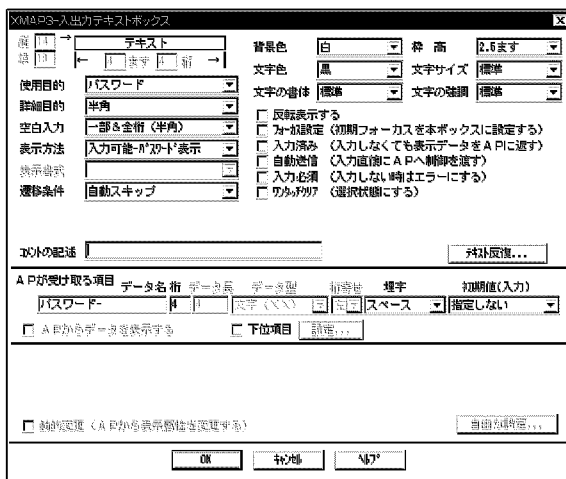 XMAP3-入出力テキストボックス
縦 14 → テキスト
横 10 ← 4 ます 4 桁 →
背景色 白 枠 高 2.5ます
文字色 黒 文字サイズ 標準
文字の書体 標準 文字の強調 標準
使用目的 パスワード
詳細目的 半角
空白入力 一部&全桁(半角)
表示方法 入力可能-パスワード表示
表示書式
遷移条件 自動スキップ
反転表示する
フォーカス設定 (初期フォーカスを本ボックスに設定する)
入力済み (入力しなくても表示データをAPに返す)
自動送信 (入力直後にAPへ制御を渡す)
入力必須 (入力しない時はエラーにする)
ワンタッチクリア (選択状態にする)
コメントの記述
テキスト反復...
APが受け取る項目 データ名 桁 データ長 データ型 桁寄せ 埋字 初期値(入力)
パスワード- 4 4 文字(XX) 左 スペース 指定しない
APからデータを表示する 下位項目 設定...
動的変更(APから表示属性を変更する) 自由が設定...
OK キャンセル ヘルプ